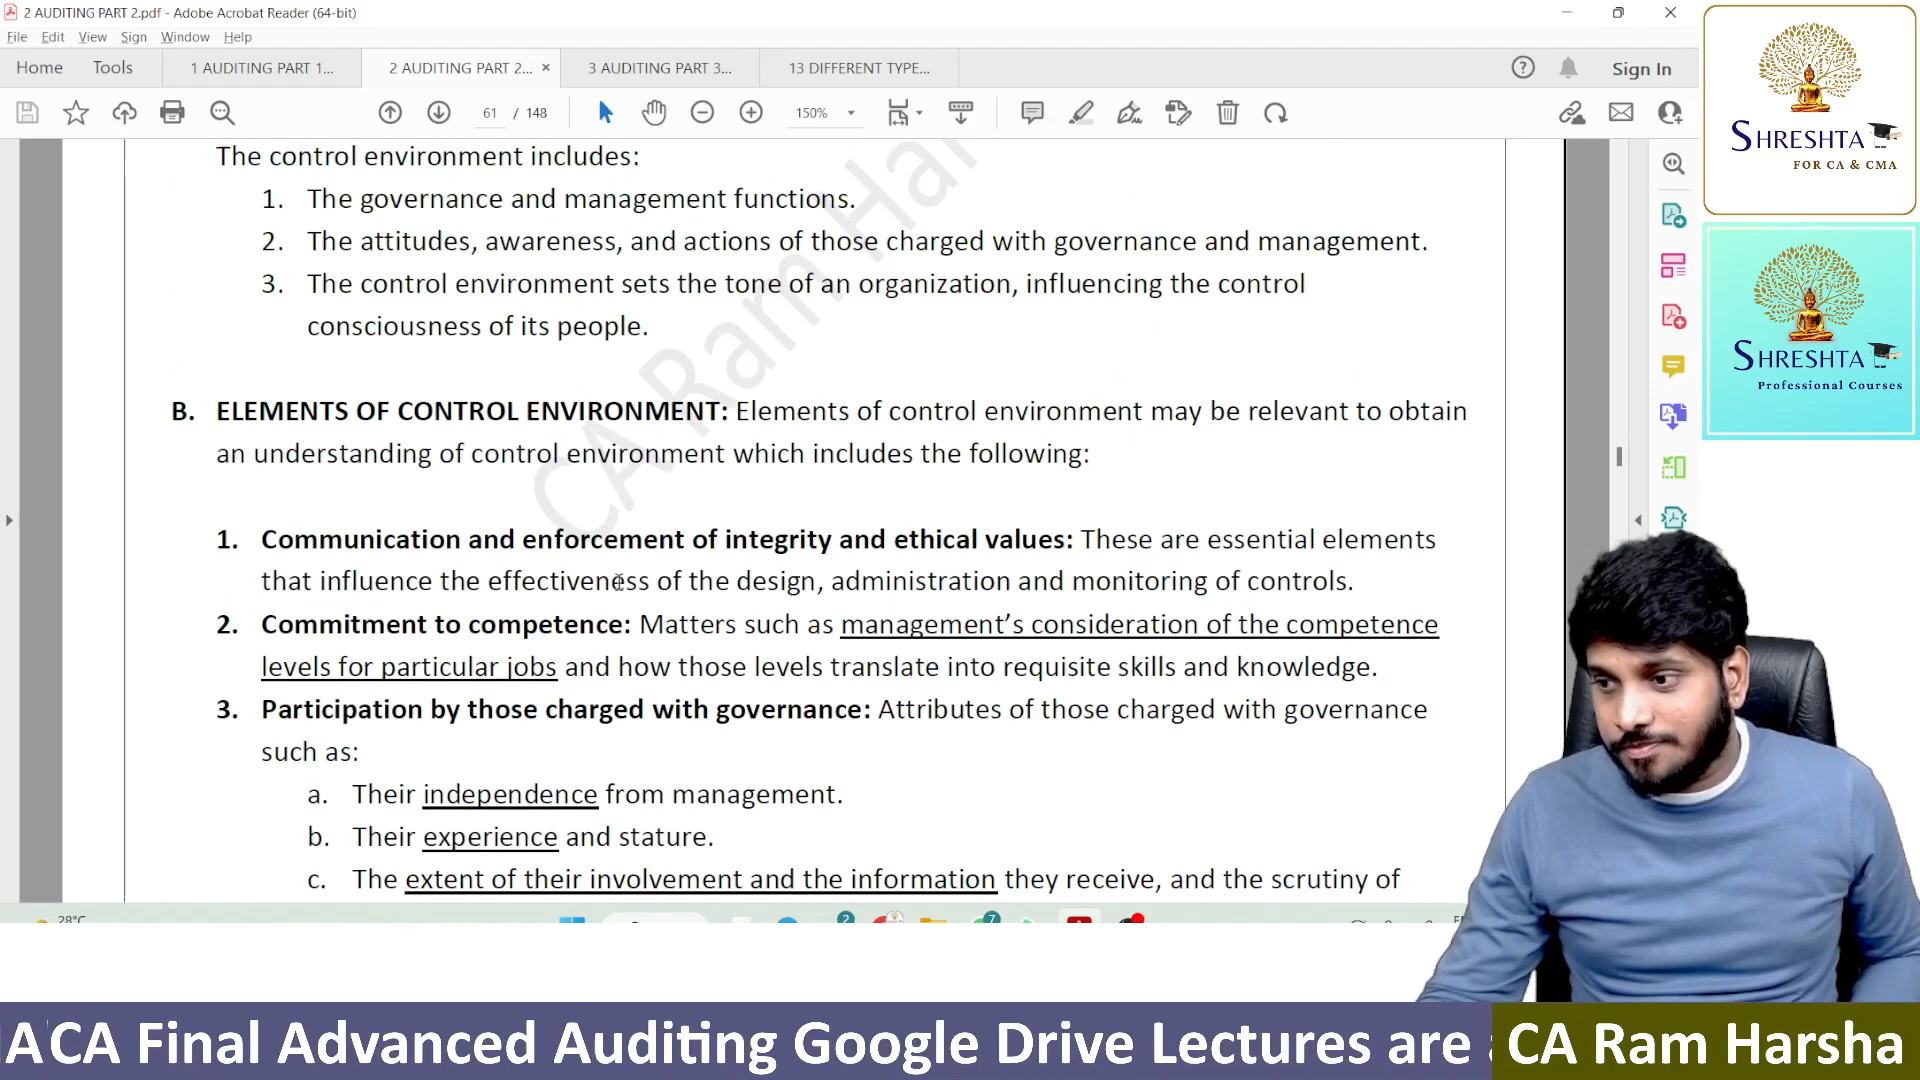 2 AUDITING PART 2.pdf - Adobe Acrobat Reader (64-bit)
File Edit View Sign Window Help
Home Tools 1 AUDITING PART 1... 2 AUDITING PART 2... × 3 AUDITING PART 3... 13 DIFFERENT TYPE... Sign In
61 / 148 150%
The control environment includes:
1. The governance and management functions.
2. The attitudes, awareness, and actions of those charged with governance and management.
3. The control environment sets the tone of an organization, influencing the control
consciousness of its people.
B. ELEMENTS OF CONTROL ENVIRONMENT: Elements of control environment may be relevant to obtain
an understanding of control environment which includes the following:
1. Communication and enforcement of integrity and ethical values: These are essential elements
that influence the effectiveness of the design, administration and monitoring of controls.
2. Commitment to competence: Matters such as management's consideration of the competence
levels for particular jobs and how those levels translate into requisite skills and knowledge.
3. Participation by those charged with governance: Attributes of those charged with governance
such as:
a. Their independence from management.
b. Their experience and stature.
c. The extent of their involvement and the information they receive, and the scrutiny of
CA Ram Har
SHRESHTA
FOR CA & CMA
SHRESHTA
Professional Courses
28°C
2
7
CA Final Advanced Auditing Google Drive Lectures are
CA Ram Harsha